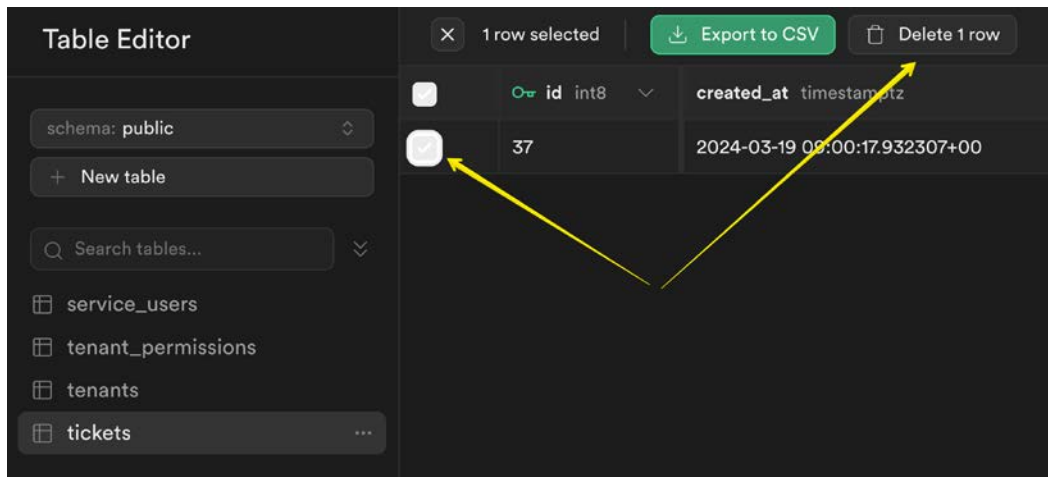 Table Editor
1 row selected
Export to CSV
Delete 1 row
id int8
created_at timestamptz
37
2024-03-19 09:00:17.932307+00
schema: public
New table
Search tables...
service_users
tenant_permissions
tenants
tickets